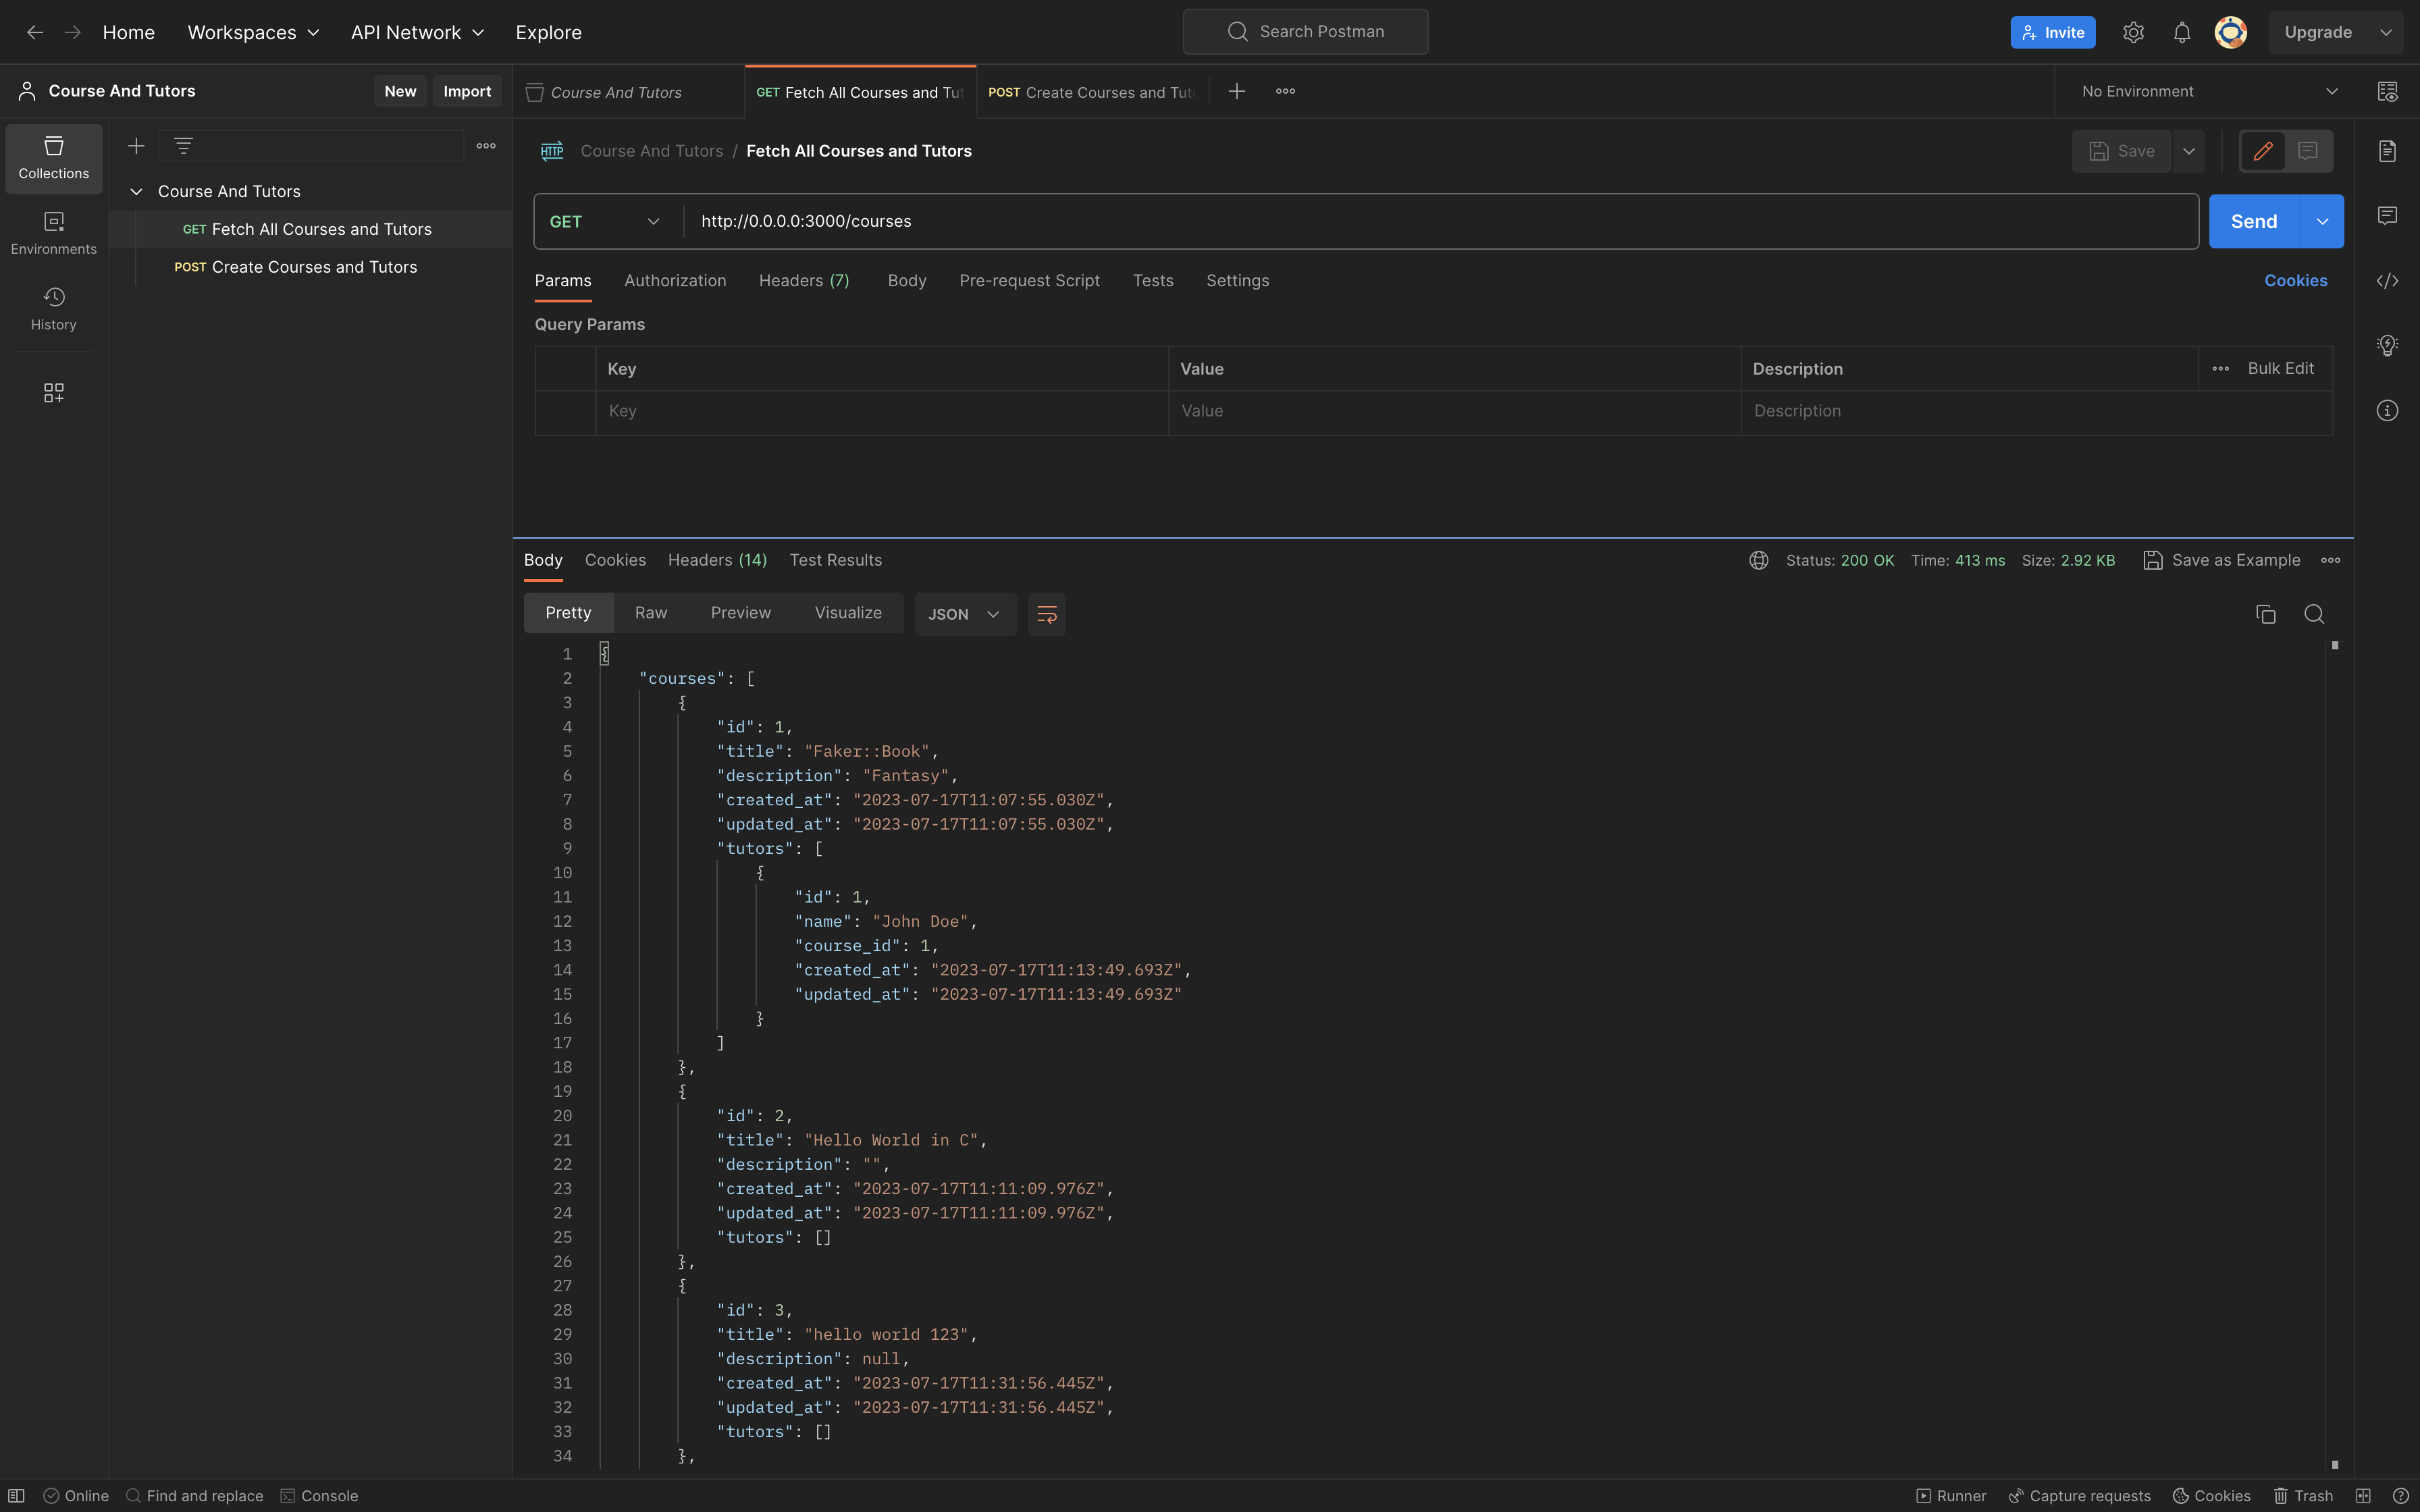 Home Workspaces API Network Explore Search Postman Invite Upgrade
Course And Tutors New Import Course And Tutors GET Fetch All Courses and Tu POST Create Courses and Tut No Environment
Collections
Environments
History
Course And Tutors
GET Fetch All Courses and Tutors
POST Create Courses and Tutors
HTTP Course And Tutors / Fetch All Courses and Tutors Save
GET http://0.0.0.0:3000/courses Send
Params Authorization Headers (7) Body Pre-request Script Tests Settings Cookies
Query Params
Key Value Description Bulk Edit
Key Value Description
Body Cookies Headers (14) Test Results Status: 200 OK Time: 413 ms Size: 2.92 KB Save as Example
Pretty Raw Preview Visualize JSON
1 {
2 "courses": [
3 {
4 "id": 1,
5 "title": "Faker::Book",
6 "description": "Fantasy",
7 "created_at": "2023-07-17T11:07:55.030Z",
8 "updated_at": "2023-07-17T11:07:55.030Z",
9 "tutors": [
10 {
11 "id": 1,
12 "name": "John Doe",
13 "course_id": 1,
14 "created_at": "2023-07-17T11:13:49.693Z",
15 "updated_at": "2023-07-17T11:13:49.693Z"
16 }
17 ]
18 },
19 {
20 "id": 2,
21 "title": "Hello World in C",
22 "description": "",
23 "created_at": "2023-07-17T11:11:09.976Z",
24 "updated_at": "2023-07-17T11:11:09.976Z",
25 "tutors": []
26 },
27 {
28 "id": 3,
29 "title": "hello world 123",
30 "description": null,
31 "created_at": "2023-07-17T11:31:56.445Z",
32 "updated_at": "2023-07-17T11:31:56.445Z",
33 "tutors": []
34 },
Online Find and replace Console Runner Capture requests Cookies Trash